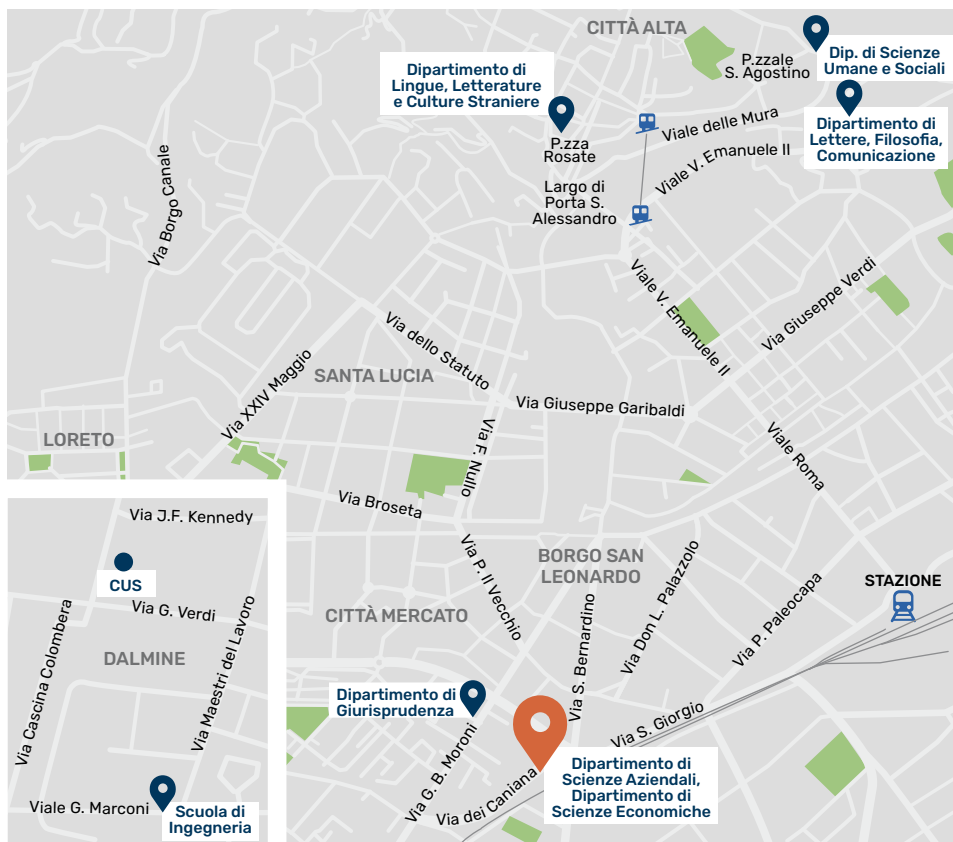 CITTÀ ALTA
Dip. di Scienze
Umane e Sociali
P.zzale
S. Agostino
Dipartimento di
Lingue, Letterature
e Culture Straniere
Viale delle Mura
Dipartimento di
Lettere, Filosofia,
Comunicazione
P.zza
Rosate
Viale V. Emanuele II
Largo di
Porta S.
Alessandro
Via Borgo Canale
Viale V. Emanuele II
Via Giuseppe Verdi
Via dello Statuto
SANTA LUCIA
Via XXIV Maggio
Via Giuseppe Garibaldi
LORETO
Via F. Nullo
Viale Roma
Via Broseta
Via J.F. Kennedy
CUS
Via G. Verdi
DALMINE
Via Cascina Colombera
Via Maestri del Lavoro
Viale G. Marconi
Scuola di
Ingegneria
Via P. II Vecchio
BORGO SAN
LEONARDO
Via Don L. Palazzolo
STAZIONE
CITTÀ MERCATO
Via S. Bernardino
Via P. Paleocapa
Dipartimento di
Giurisprudenza
Via S. Giorgio
Via G. B. Moroni
Via dei Caniana
Dipartimento di
Scienze Aziendali,
Dipartimento di
Scienze Economiche